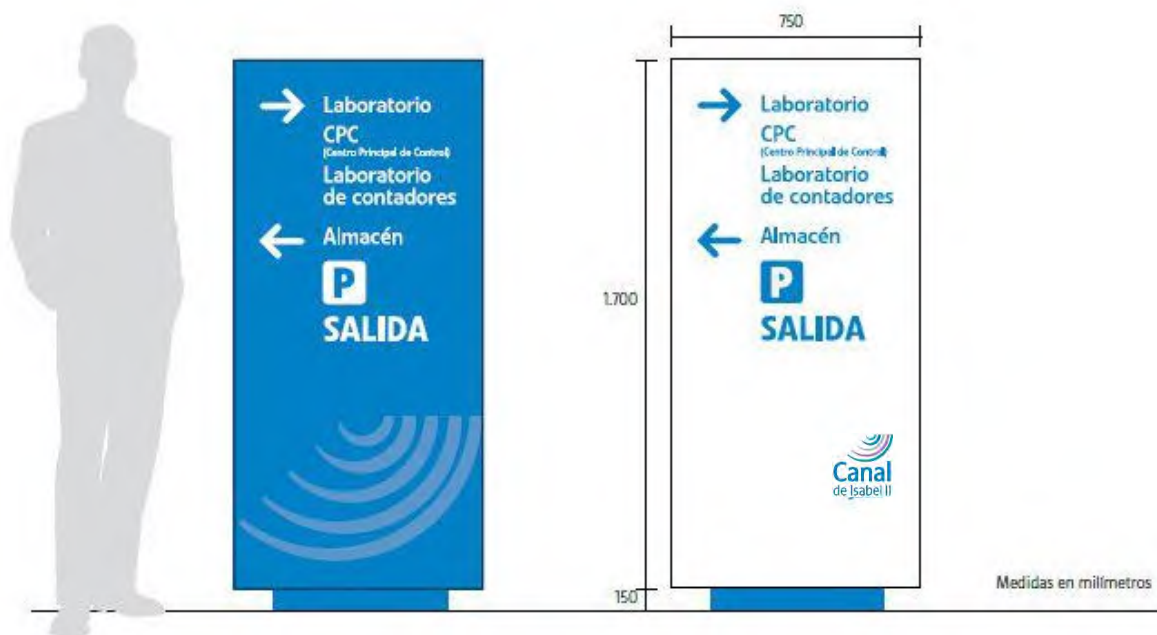 Laboratorio
CPC
(Centro Principal de Control)
Laboratorio
de contadores
Almacén
P
SALIDA
750
1.700
150
Laboratorio
CPC
(Centro Principal de Control)
Laboratorio
de contadores
Almacén
P
SALIDA
Canal
de Isabel II
Medidas en milímetros